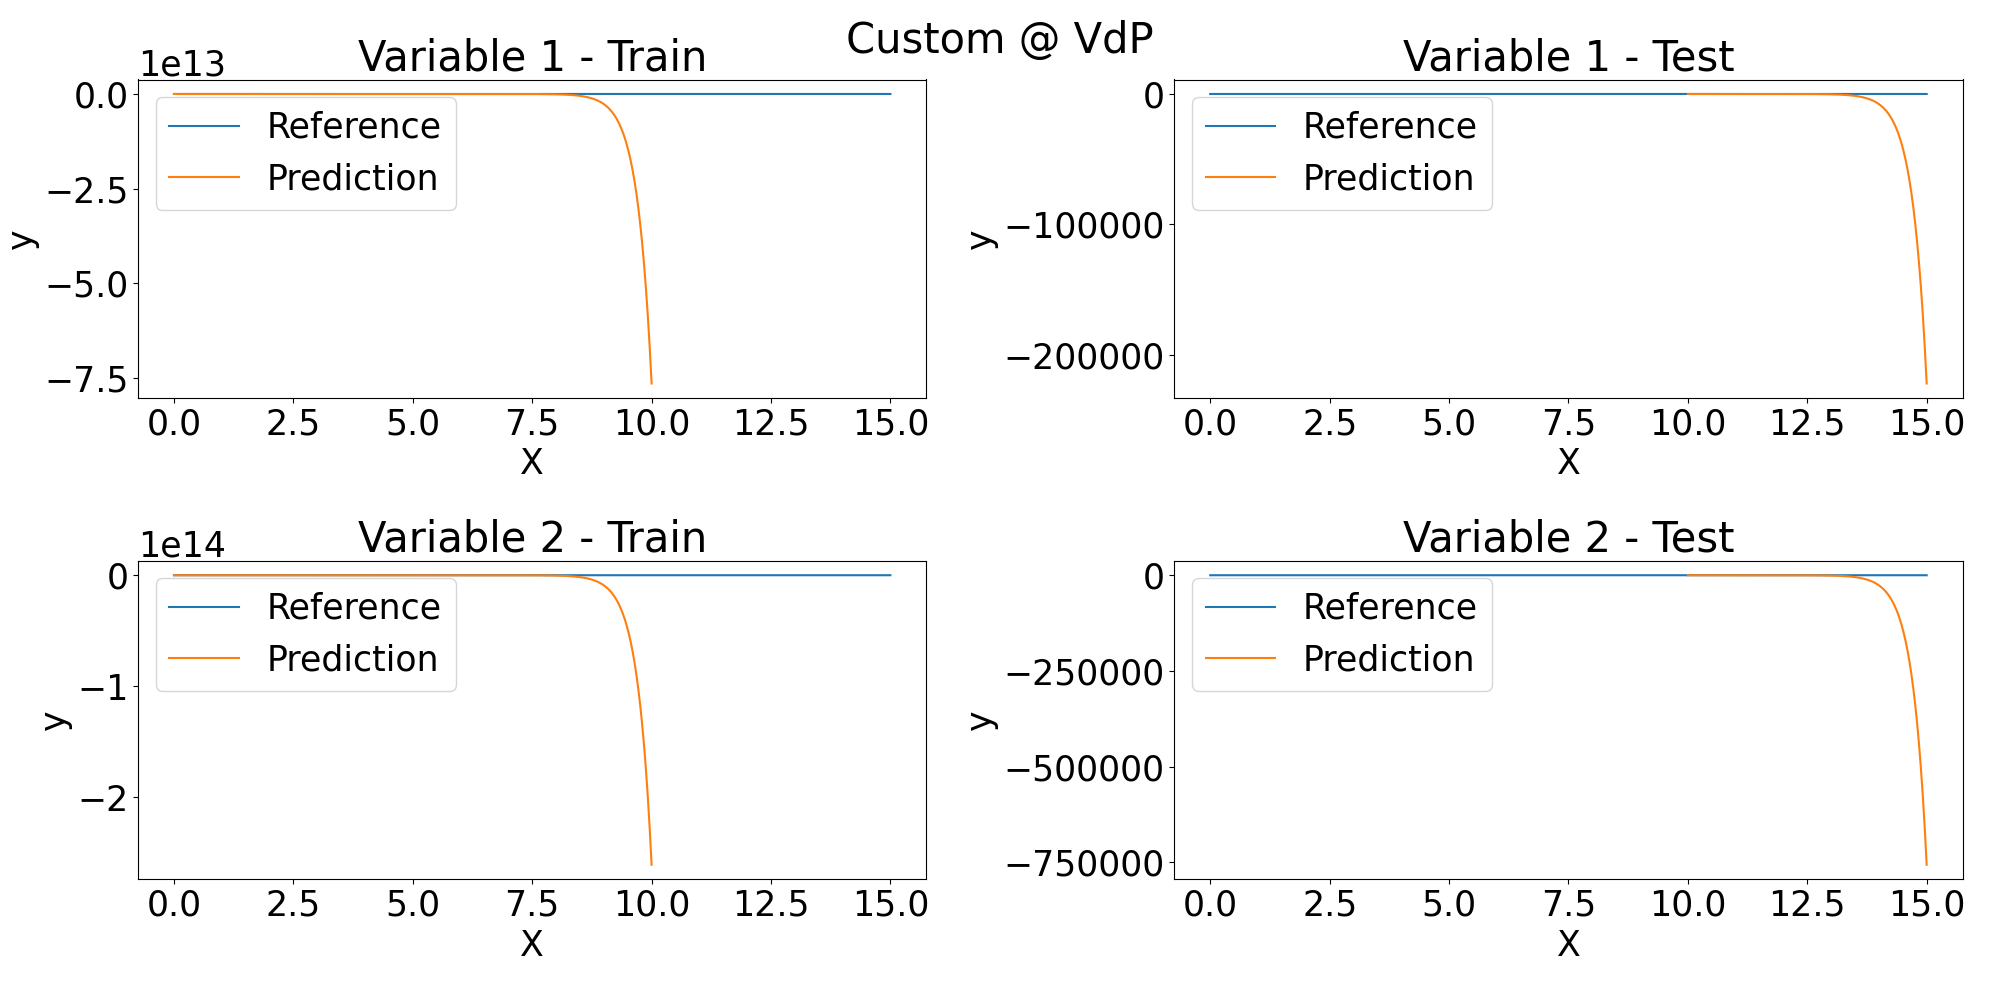 Custom @ VdP
Variable 1 - Train
1e13
0.0
−2.5
−5.0
−7.5
y
Reference
Prediction
0.0 2.5 5.0 7.5 10.0 12.5 15.0
X
Variable 1 - Test
0
−100000
−200000
y
Reference
Prediction
0.0 2.5 5.0 7.5 10.0 12.5 15.0
X
Variable 2 - Train
1e14
0
−1
−2
y
Reference
Prediction
0.0 2.5 5.0 7.5 10.0 12.5 15.0
X
Variable 2 - Test
0
−250000
−500000
−750000
y
Reference
Prediction
0.0 2.5 5.0 7.5 10.0 12.5 15.0
X